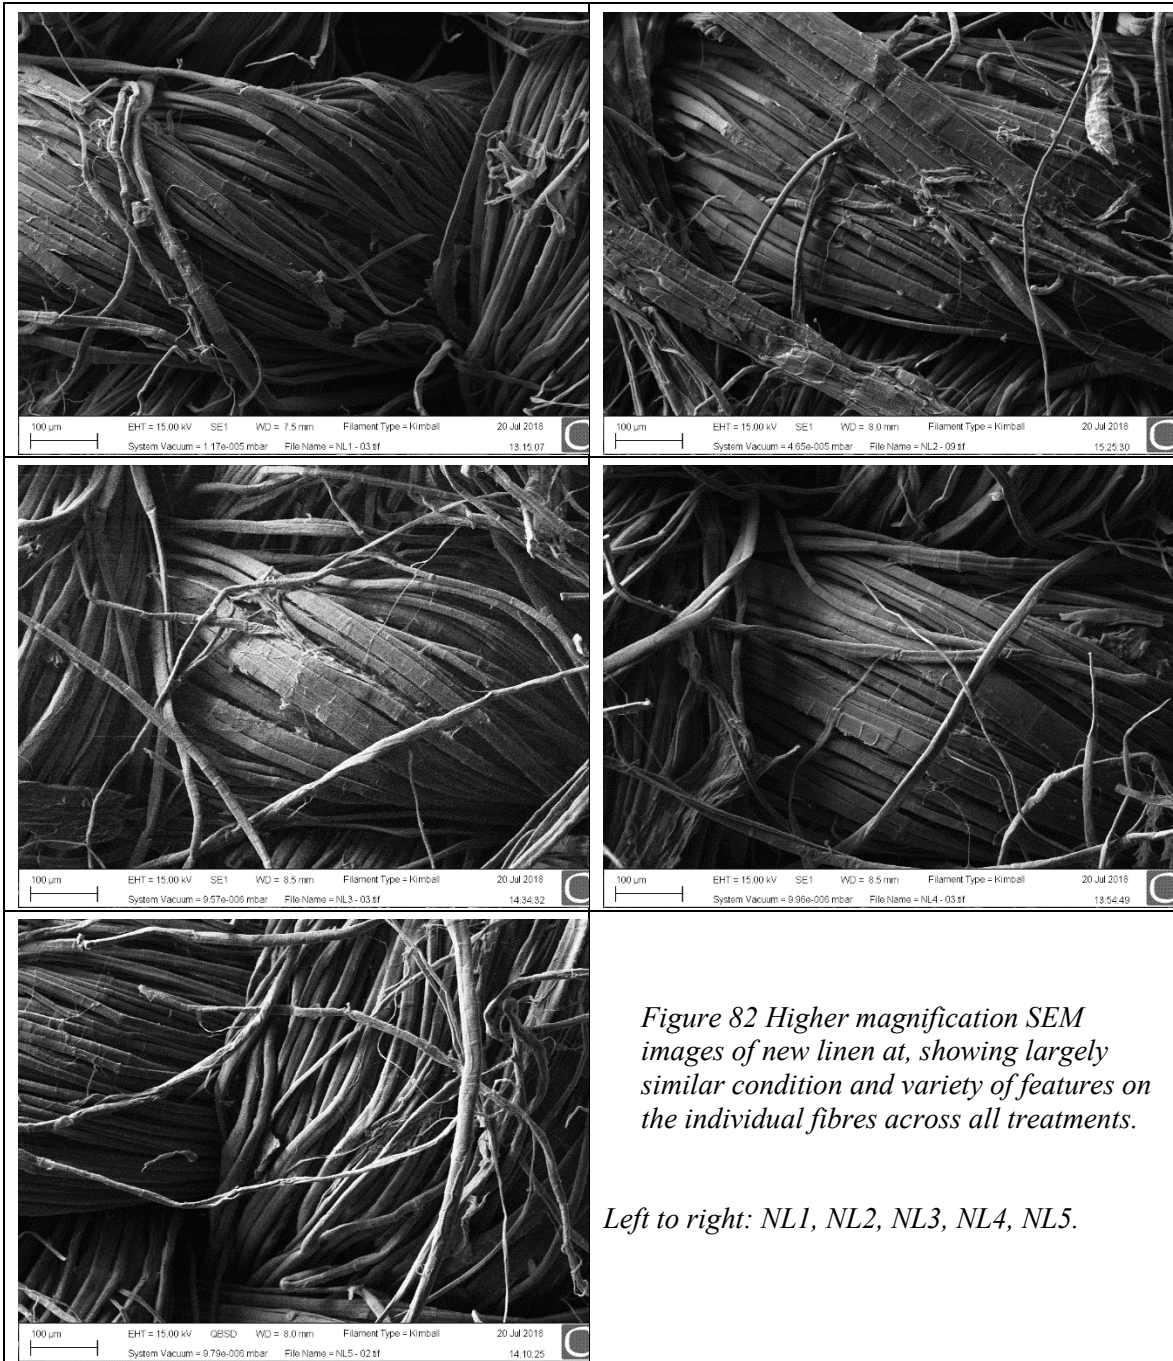 100 µm EHT = 15.00 kV SE1 WD = 7.5 mm Filament Type = Kimball 20 Jul 2018
System Vacuum = 1.17e-005 mbar File Name = NL1 - 03.tif 13:15:07
100 µm EHT = 15.00 kV SE1 WD = 8.0 mm Filament Type = Kimball 20 Jul 2018
System Vacuum = 4.65e-005 mbar File Name = NL2 - 09.tif 15:25:30
100 µm EHT = 15.00 kV SE1 WD = 8.5 mm Filament Type = Kimball 20 Jul 2018
System Vacuum = 9.57e-006 mbar File Name = NL3 - 03.tif 14:34:32
100 µm EHT = 15.00 kV SE1 WD = 8.5 mm Filament Type = Kimball 20 Jul 2018
System Vacuum = 9.96e-006 mbar File Name = NL4 - 03.tif 13:54:49
100 µm EHT = 15.00 kV QBSD WD = 8.0 mm Filament Type = Kimball 20 Jul 2018
System Vacuum = 9.79e-006 mbar File Name = NL5 - 02.tif 14:10:25
Figure 82 Higher magnification SEM
images of new linen at, showing largely
similar condition and variety of features on
the individual fibres across all treatments.
Left to right: NL1, NL2, NL3, NL4, NL5.